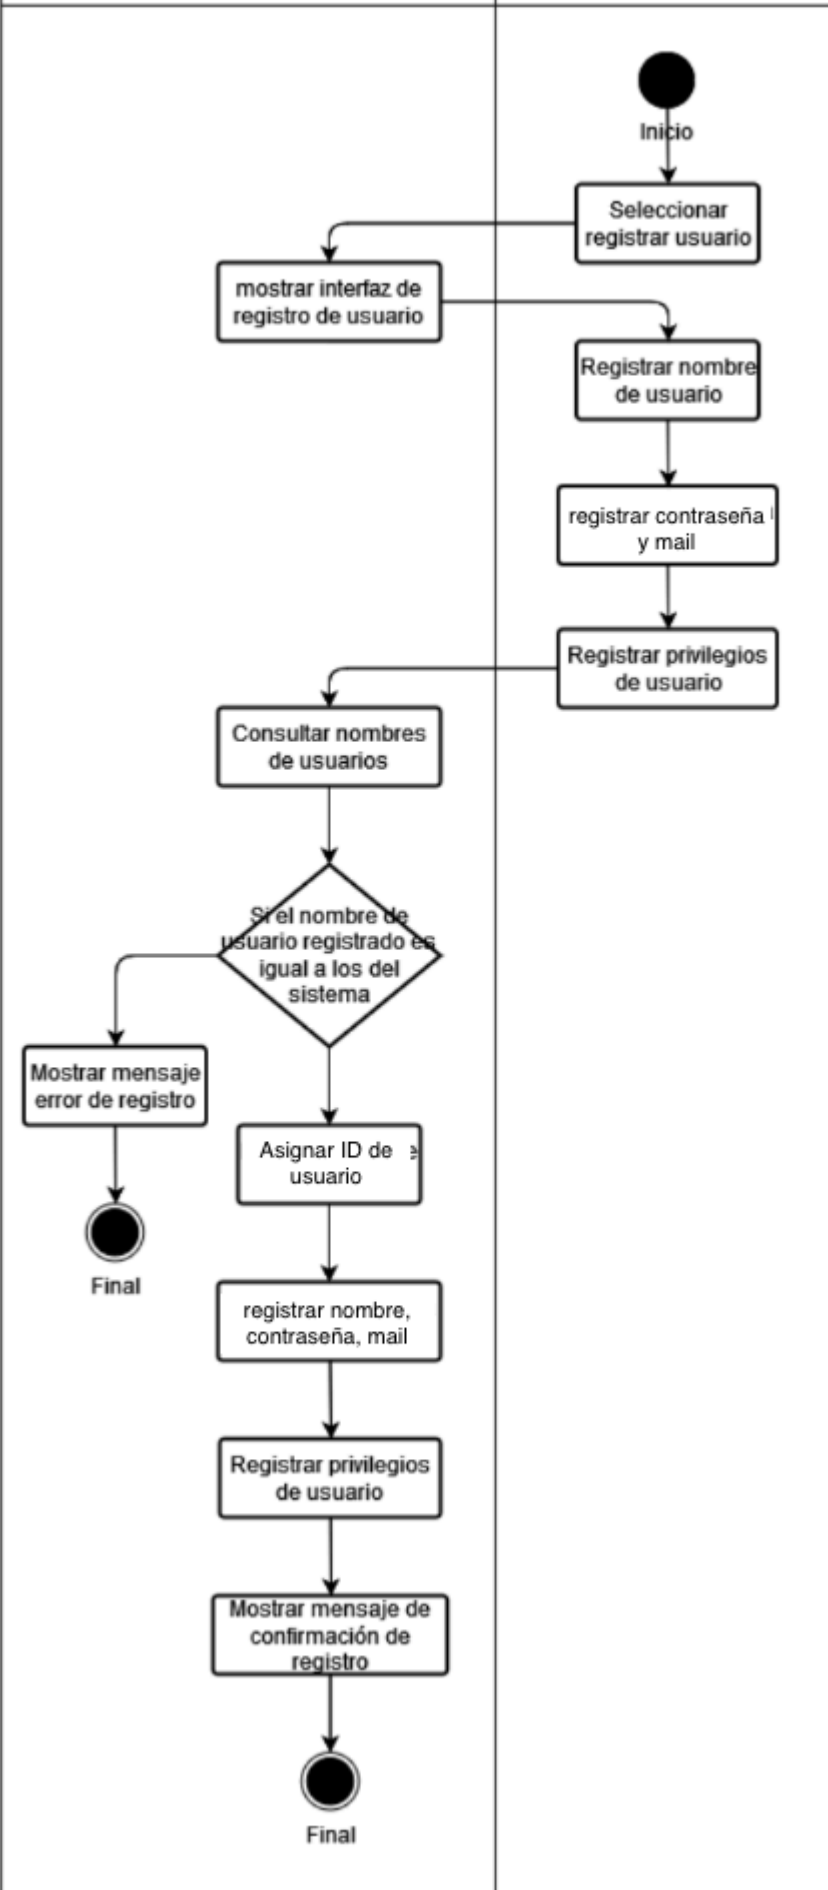 Inicio
Seleccionar
registrar usuario
mostrar interfaz de
registro de usuario
Registrar nombre
de usuario
registrar contraseña
y mail
Registrar privilegios
de usuario
Consultar nombres
de usuarios
Si el nombre de
usuario registrado es
igual a los del
sistema
Mostrar mensaje
error de registro
Final
Asignar ID de
usuario
registrar nombre,
contraseña, mail
Registrar privilegios
de usuario
Mostrar mensaje de
confirmación de
registro
Final